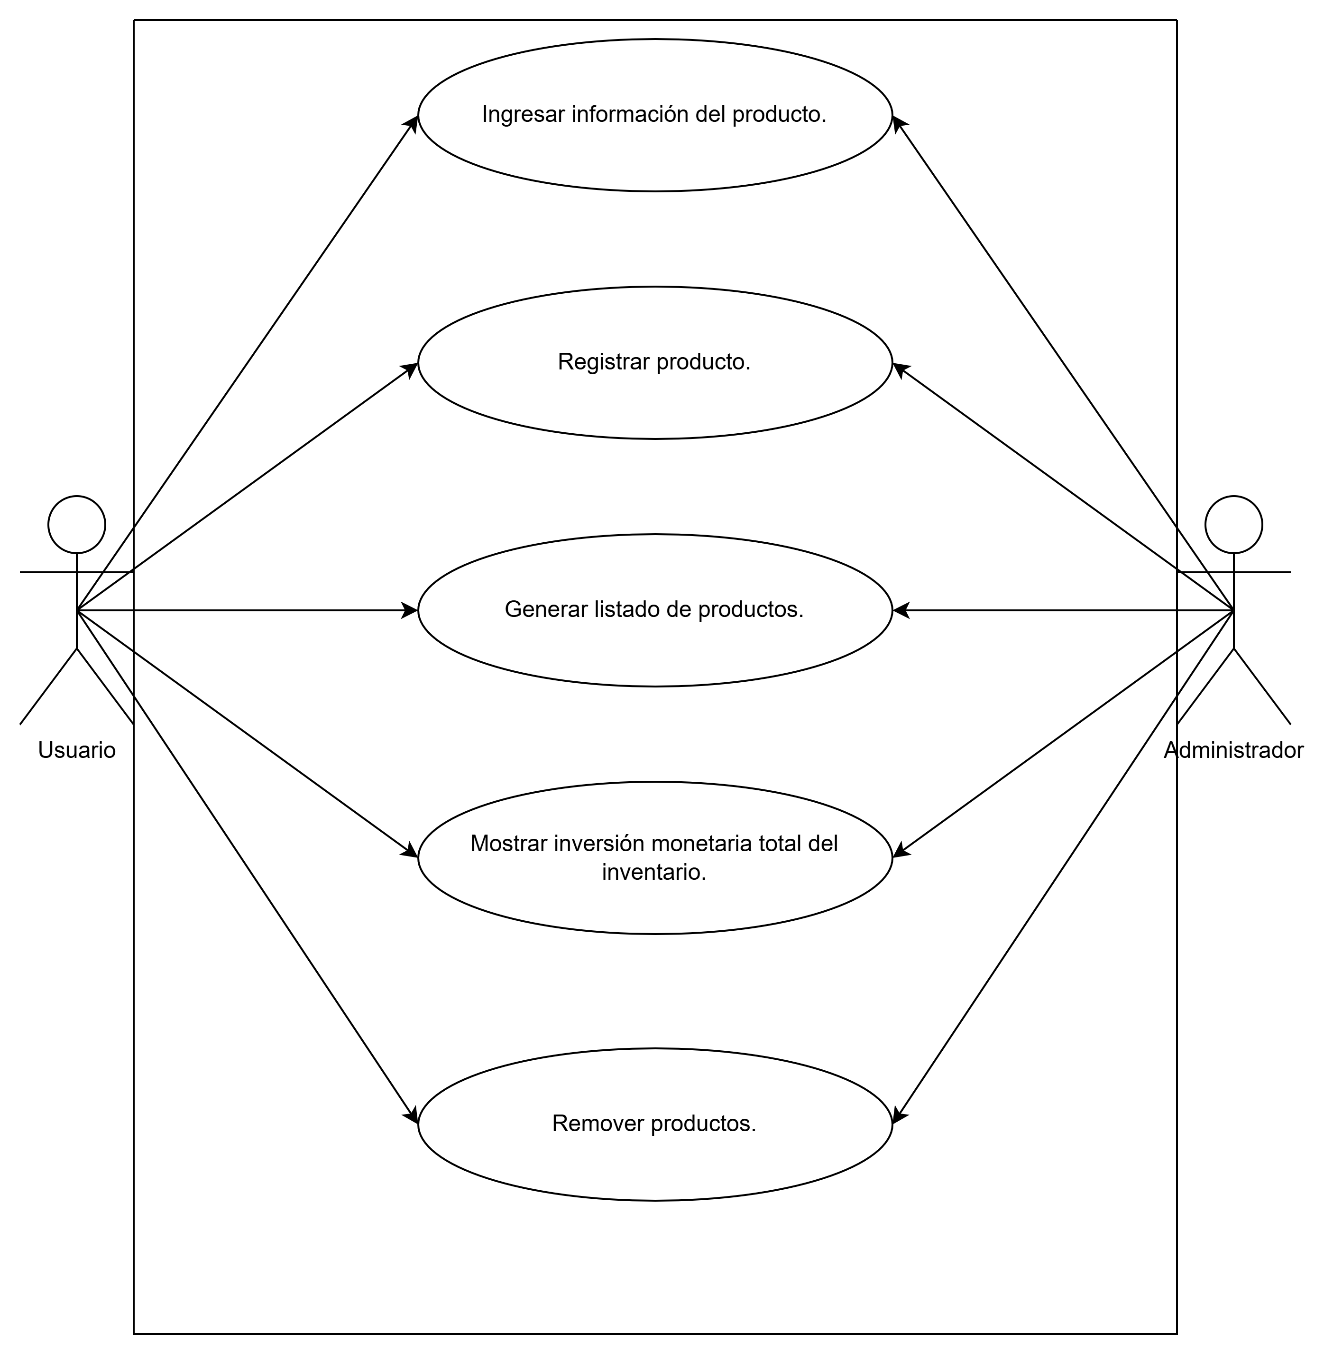 Ingresar información del producto.
Registrar producto.
Generar listado de productos.
Usuario
Administrador
Mostrar inversión monetaria total del
inventario.
Remover productos.